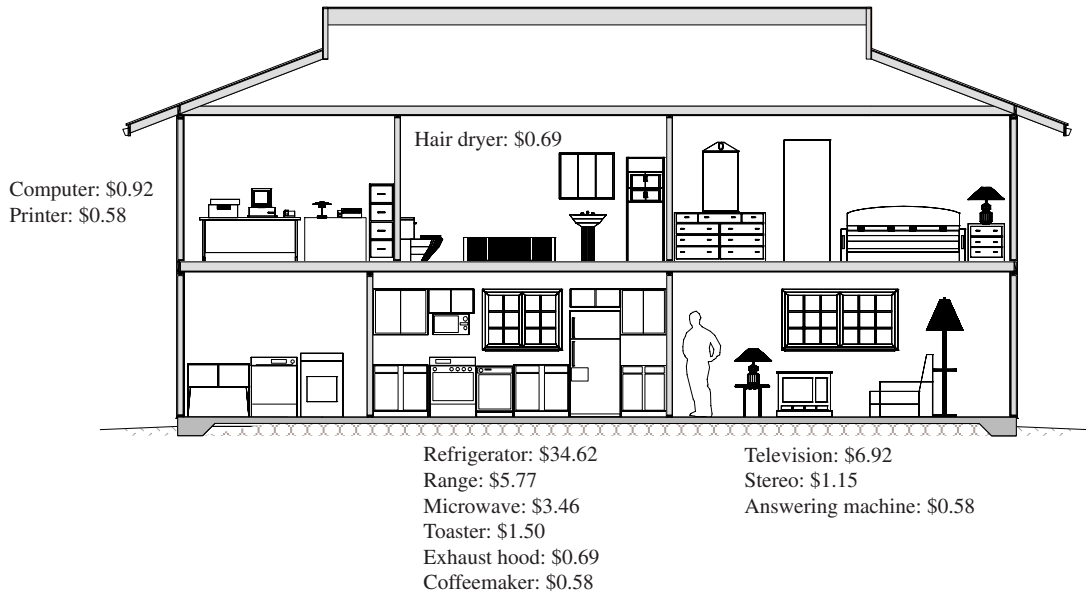 Hair dryer: $0.69
Computer: $0.92
Printer: $0.58
Refrigerator: $34.62
Range: $5.77
Microwave: $3.46
Toaster: $1.50
Exhaust hood: $0.69
Coffeemaker: $0.58
Television: $6.92
Stereo: $1.15
Answering machine: $0.58